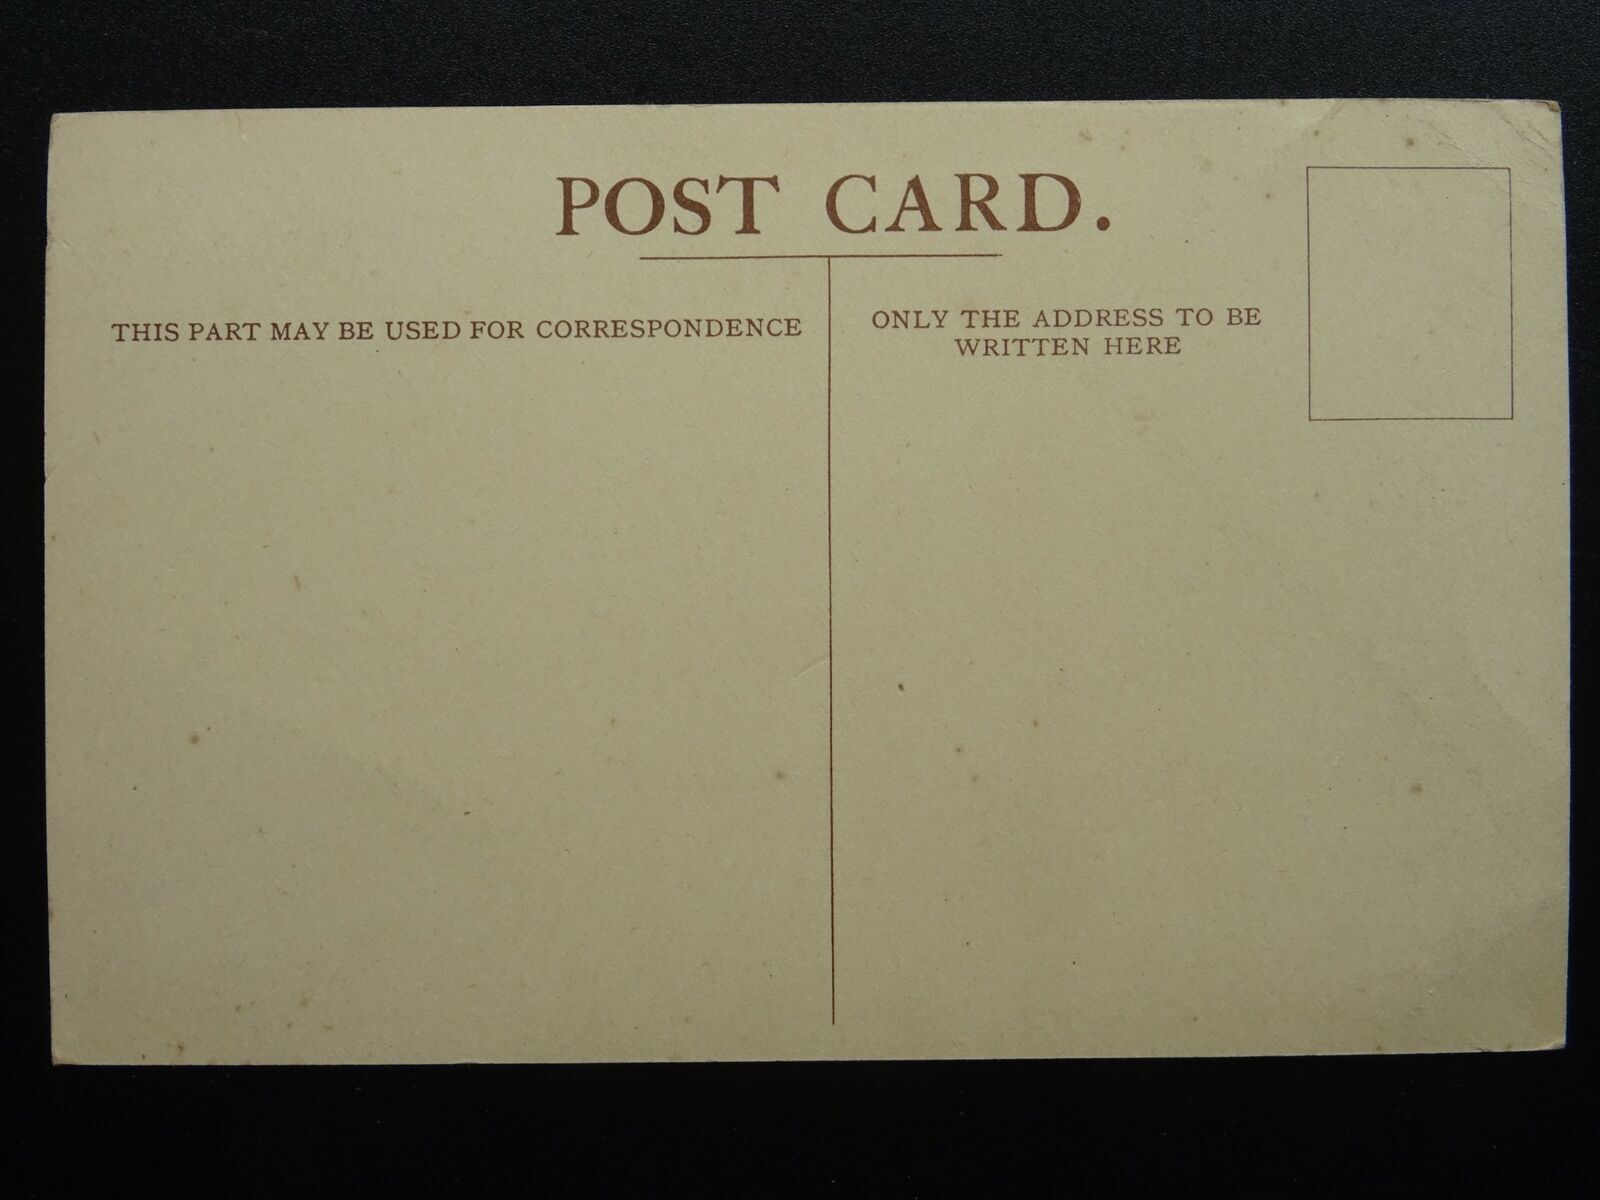 POST CARD.
THIS PART MAY BE USED FOR CORRESPONDENCE
ONLY THE ADDRESS TO BE
WRITTEN HERE